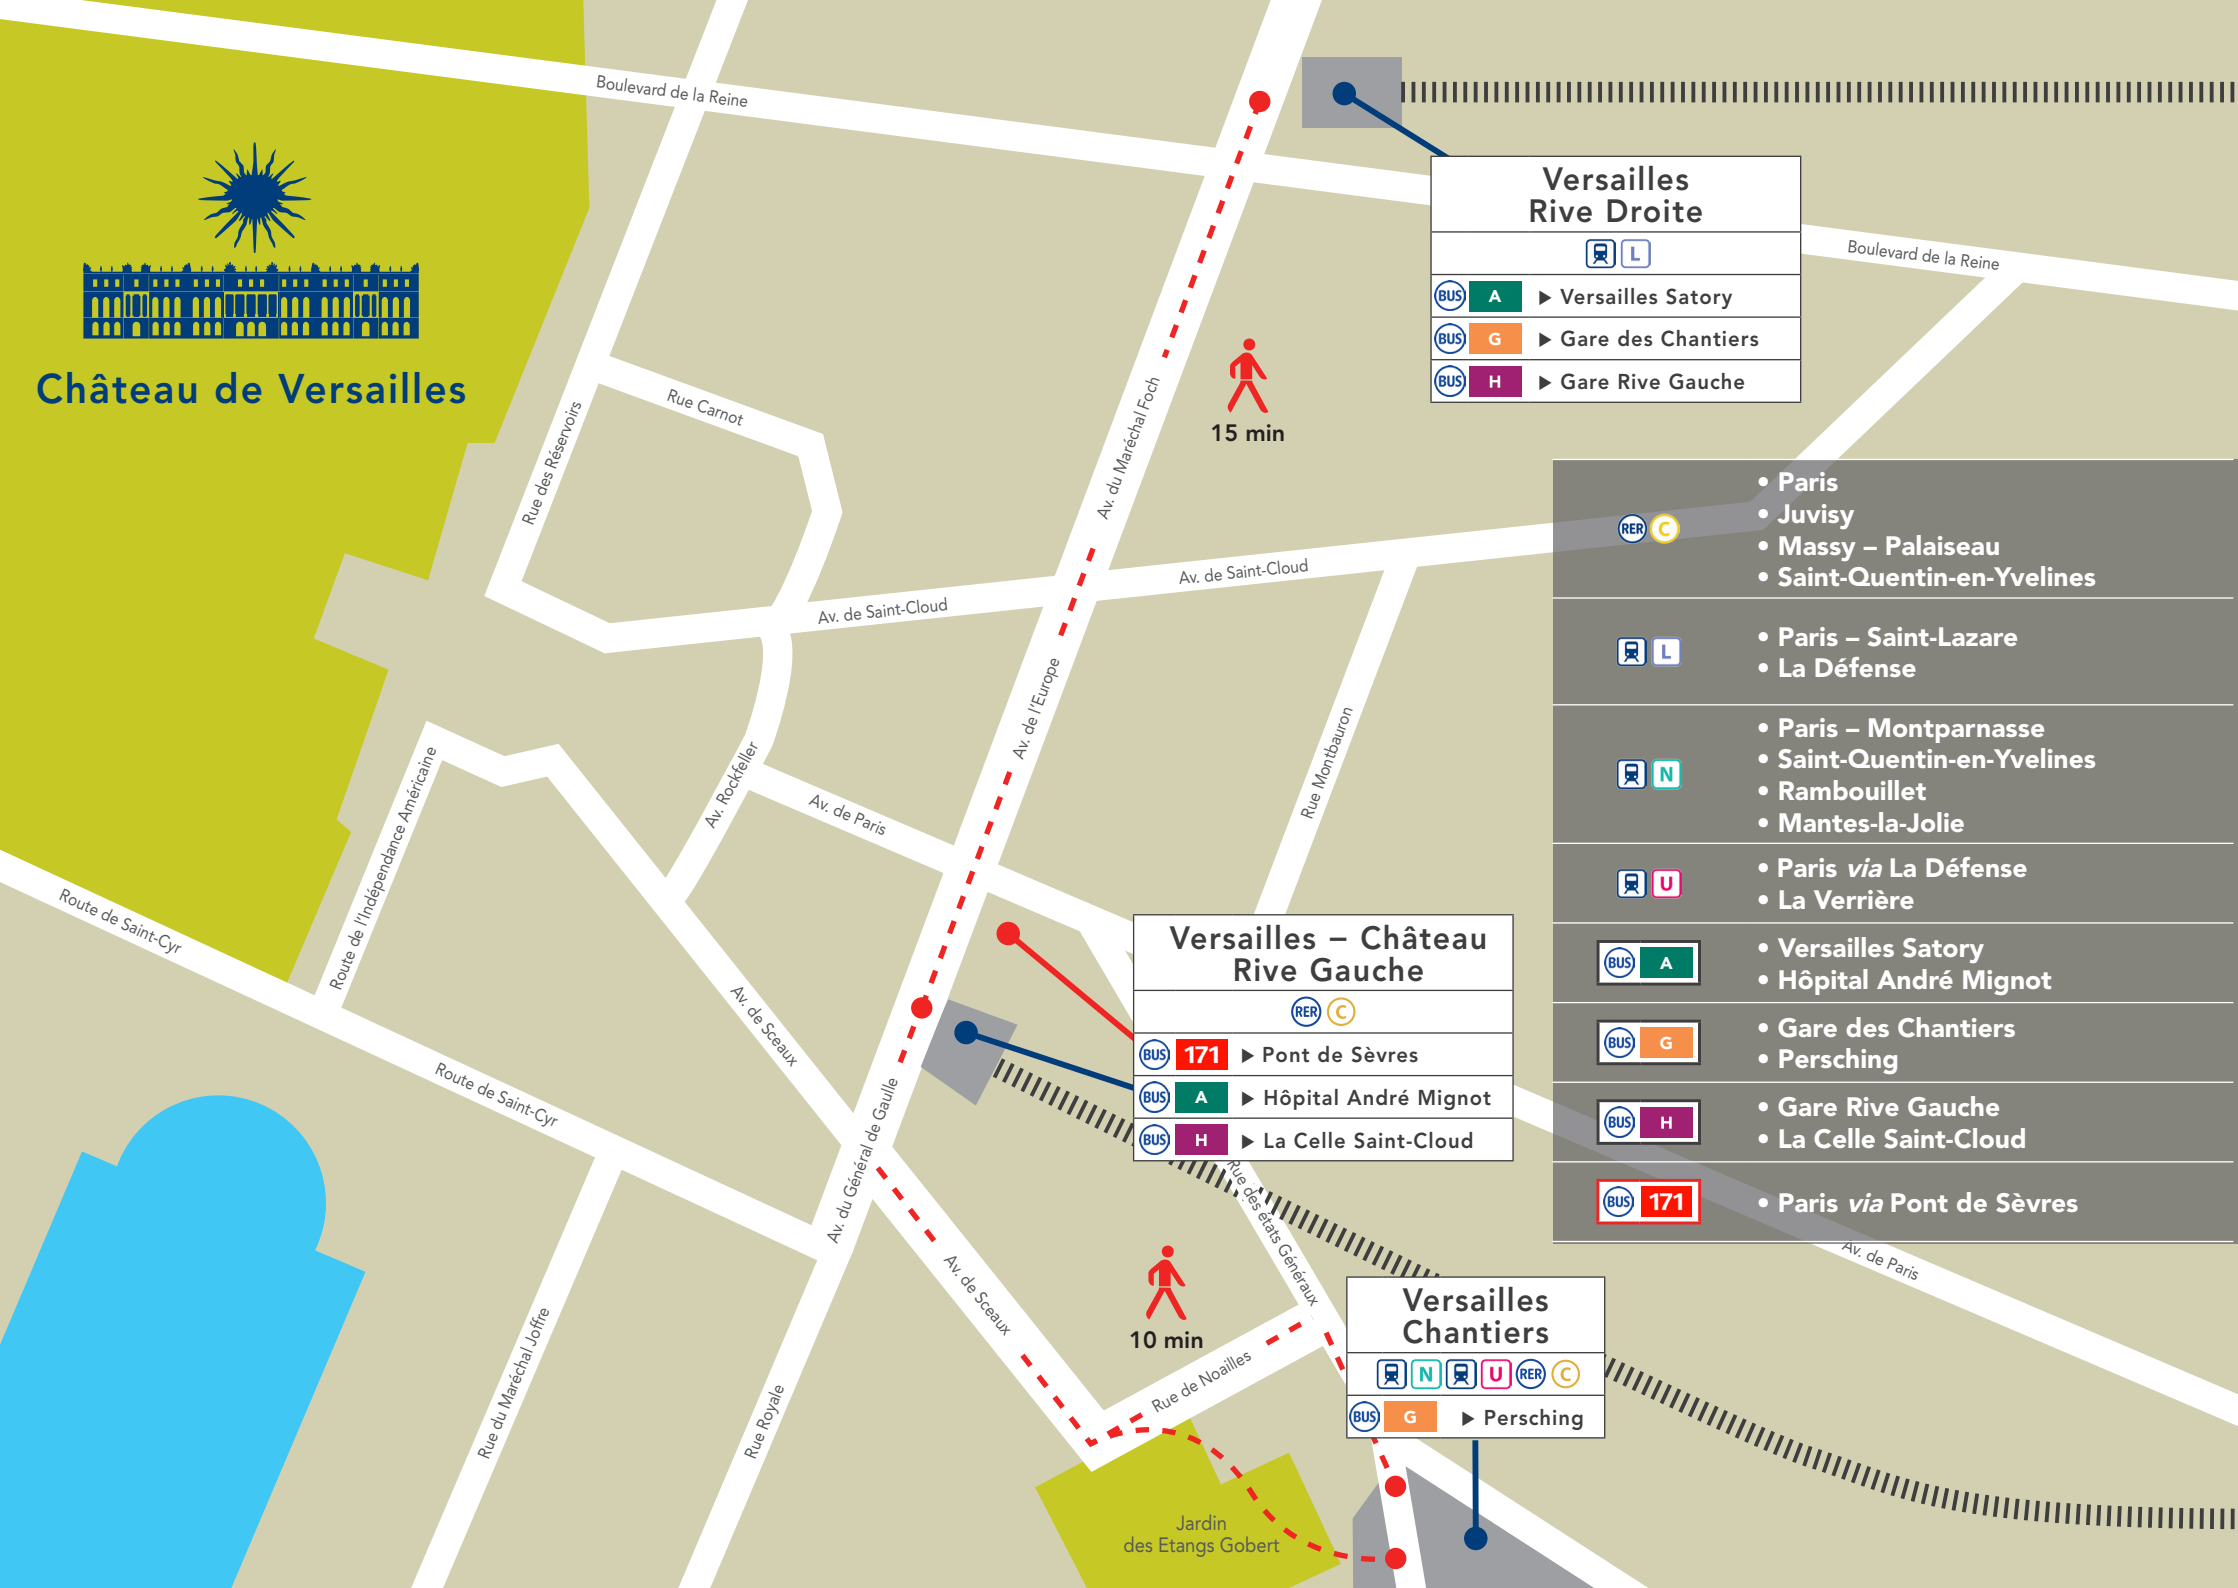 Boulevard de la Reine
Château de Versailles
Versailles
Rive Droite
L
BUS A Versailles Satory
BUS G Gare des Chantiers
BUS H Gare Rive Gauche
Boulevard de la Reine
15 min
Rue Carnot
Rue des Réservoirs
Av. du Maréchal Foch
Av. de Saint-Cloud
Av. de Saint-Cloud
Av. de l'Europe
Rue Montbauron
Av. Rockfeller
Av. de Paris
Route de l'Indépendance Américaine
Route de Saint-Cyr
Route de Saint-Cyr
Av. de Sceaux
Av. du Général de Gaulle
Versailles – Château
Rive Gauche
RER C
BUS 171 Pont de Sèvres
BUS A Hôpital André Mignot
BUS H La Celle Saint-Cloud
Rue des états Généraux
10 min
Av. de Sceaux
Rue de Noailles
Rue du Maréchal Joffre
Rue Royale
Versailles
Chantiers
N U RER C
BUS G Persching
Jardin
des Etangs Gobert
RER C
• Paris
• Juvisy
• Massy – Palaiseau
• Saint-Quentin-en-Yvelines
L
• Paris – Saint-Lazare
• La Défense
N
• Paris – Montparnasse
• Saint-Quentin-en-Yvelines
• Rambouillet
• Mantes-la-Jolie
U
• Paris via La Défense
• La Verrière
BUS A
• Versailles Satory
• Hôpital André Mignot
BUS G
• Gare des Chantiers
• Persching
BUS H
• Gare Rive Gauche
• La Celle Saint-Cloud
BUS 171
• Paris via Pont de Sèvres
Av. de Paris